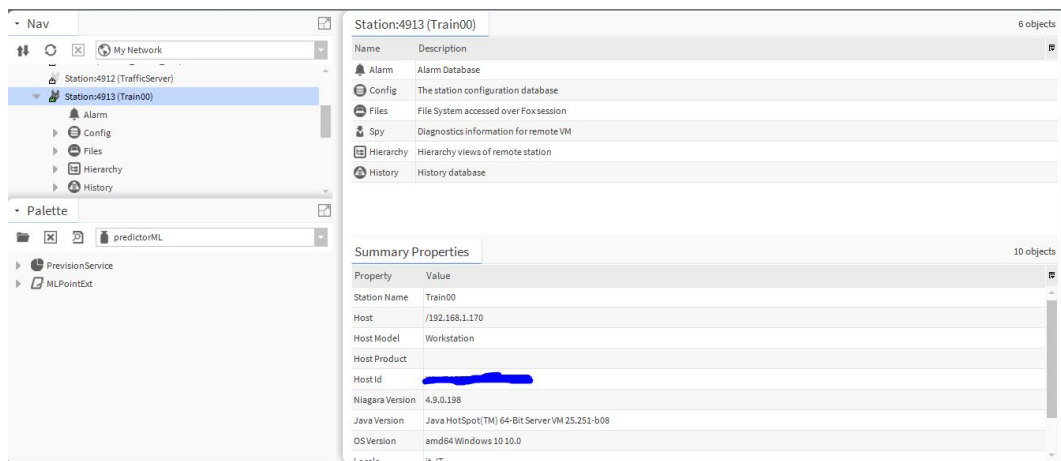 Nav
My Network
Station:4912 (TrafficServer)
Station:4913 (Train00)
Alarm
Config
Files
Hierarchy
History
Palette
predictorML
PrevisionService
MLPointExt
Station:4913 (Train00) 6 objects
Name Description
Alarm Alarm Database
Config The station configuration database
Files File System accessed over Fox session
Spy Diagnostics information for remote VM
Hierarchy Hierarchy views of remote station
History History database
Summary Properties 10 objects
Property Value
Station Name Train00
Host /192.168.1.170
Host Model Workstation
Host Product
Host Id
Niagara Version 4.9.0.198
Java Version Java HotSpot(TM) 64-Bit Server VM 25.251-b08
OS Version amd64 Windows 10 10.0